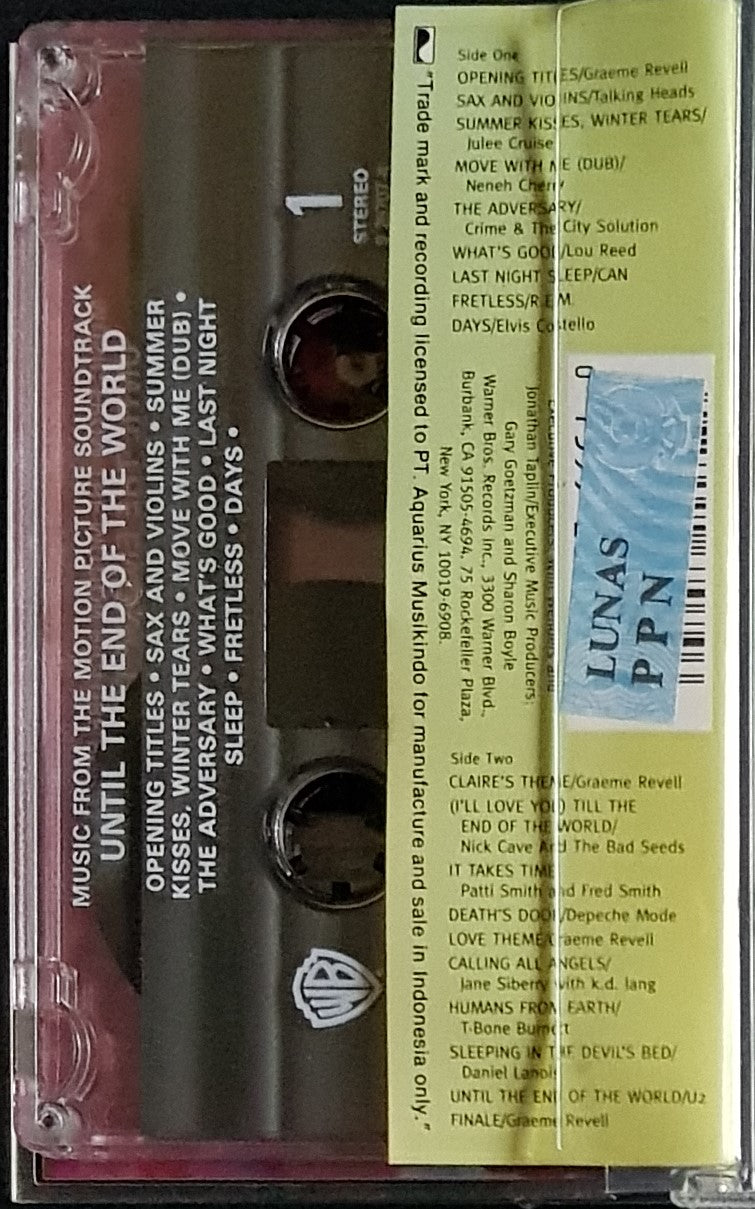 MUSIC FROM THE MOTION PICTURE SOUNDTRACK
UNTIL THE END OF THE WORLD
OPENING TITLES • SAX AND VIOLINS • SUMMER
KISSES, WINTER TEARS • MOVE WITH ME (DUB) •
THE ADVERSARY • WHAT'S GOOD • LAST NIGHT
SLEEP • FRETLESS • DAYS •
1
STEREO
WB
"Trade mark and recording licensed to PT. Aquarius Musikindo for manufacture and sale in Indonesia only."
Side One
OPENING TITLES/Graeme Revell
SAX AND VIOLINS/Talking Heads
SUMMER KISSES, WINTER TEARS/
Julee Cruise
MOVE WITH ME (DUB)/
Neneh Cherry
THE ADVERSARY/
Crime & The City Solution
WHAT'S GOOD/Lou Reed
LAST NIGHT SLEEP/CAN
FRETLESS/R.E.M.
DAYS/Elvis Costello
Jonathan Taplin/Executive Music Producers:
Gary Goetzman and Sharon Boyle
Warner Bros. Records Inc., 3300 Warner Blvd.,
Burbank, CA 91505-4694, 75 Rockefeller Plaza,
New York, NY 10019-6908.
LUNAS
PPN
Side Two
CLAIRE'S THEME/Graeme Revell
(I'LL LOVE YOU) TILL THE
END OF THE WORLD/
Nick Cave And The Bad Seeds
IT TAKES TIME
Patti Smith and Fred Smith
DEATH'S DOOR/Depeche Mode
LOVE THEME/Graeme Revell
CALLING ALL ANGELS/
Jane Siberry with k.d. lang
HUMANS FROM EARTH/
T-Bone Burnett
SLEEPING IN THE DEVIL'S BED/
Daniel Lanois
UNTIL THE END OF THE WORLD/U2
FINALE/Graeme Revell